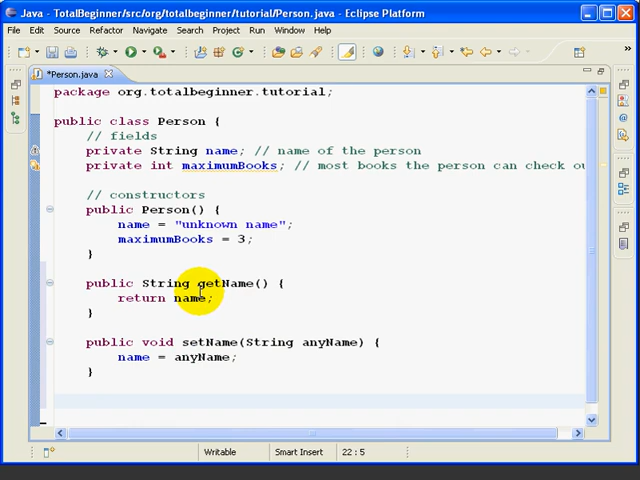 Java - TotalBeginner/src/org/totalbeginner/tutorial/Person.java - Eclipse Platform
File Edit Source Refactor Navigate Search Project Run Window Help
*Person.java
package org.totalbeginner.tutorial;
public class Person {
// fields
private String name; // name of the person
private int maximumBooks; // most books the person can check ou
// constructors
public Person() {
name = "unknown name";
maximumBooks = 3;
}
public String getName() {
return name;
}
public void setName(String anyName) {
name = anyName;
}
Writable Smart Insert 22 : 5